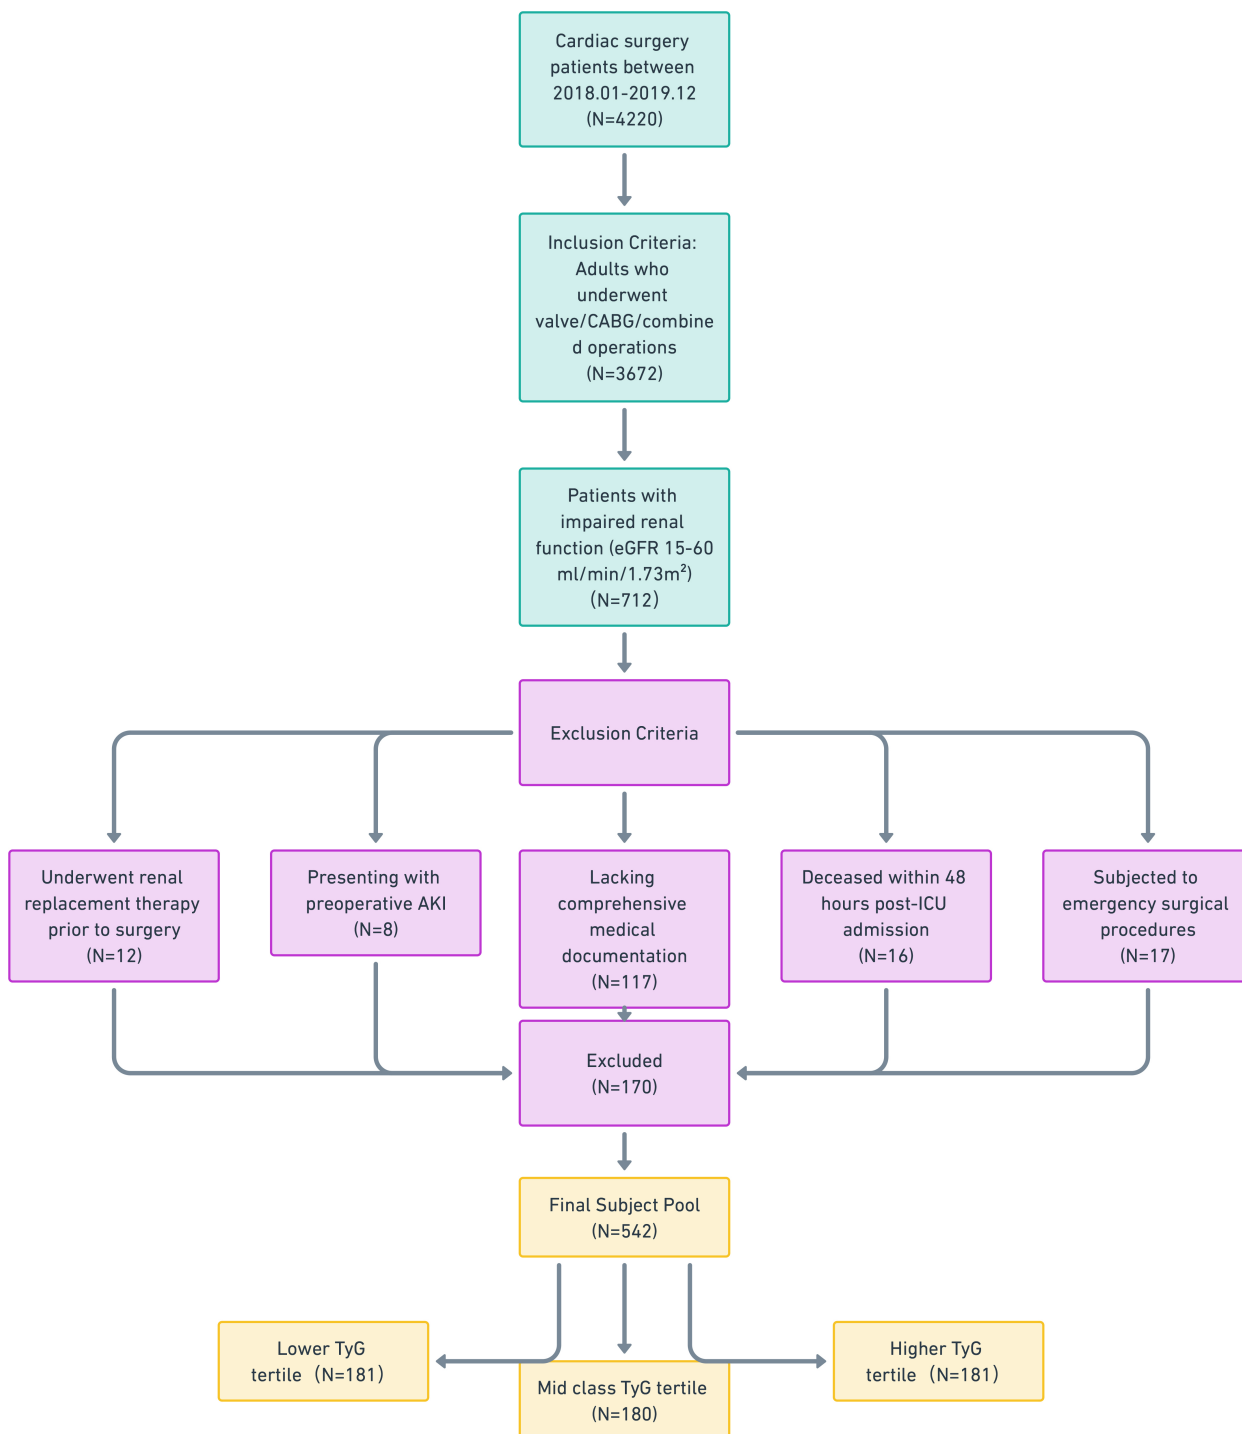 Cardiac surgery
patients between
2018.01-2019.12
(N=4220)
Inclusion Criteria:
Adults who
underwent
valve/CABG/combine
d operations
(N=3672)
Patients with
impaired renal
function (eGFR 15-60
ml/min/1.73m²)
(N=712)
Exclusion Criteria
Underwent renal
replacement therapy
prior to surgery
(N=12)
Presenting with
preoperative AKI
(N=8)
Lacking
comprehensive
medical
documentation
(N=117)
Deceased within 48
hours post-ICU
admission
(N=16)
Subjected to
emergency surgical
procedures
(N=17)
Excluded
(N=170)
Final Subject Pool
(N=542)
Lower TyG
tertile（N=181）
Mid class TyG tertile
(N=180)
Higher TyG
tertile（N=181）